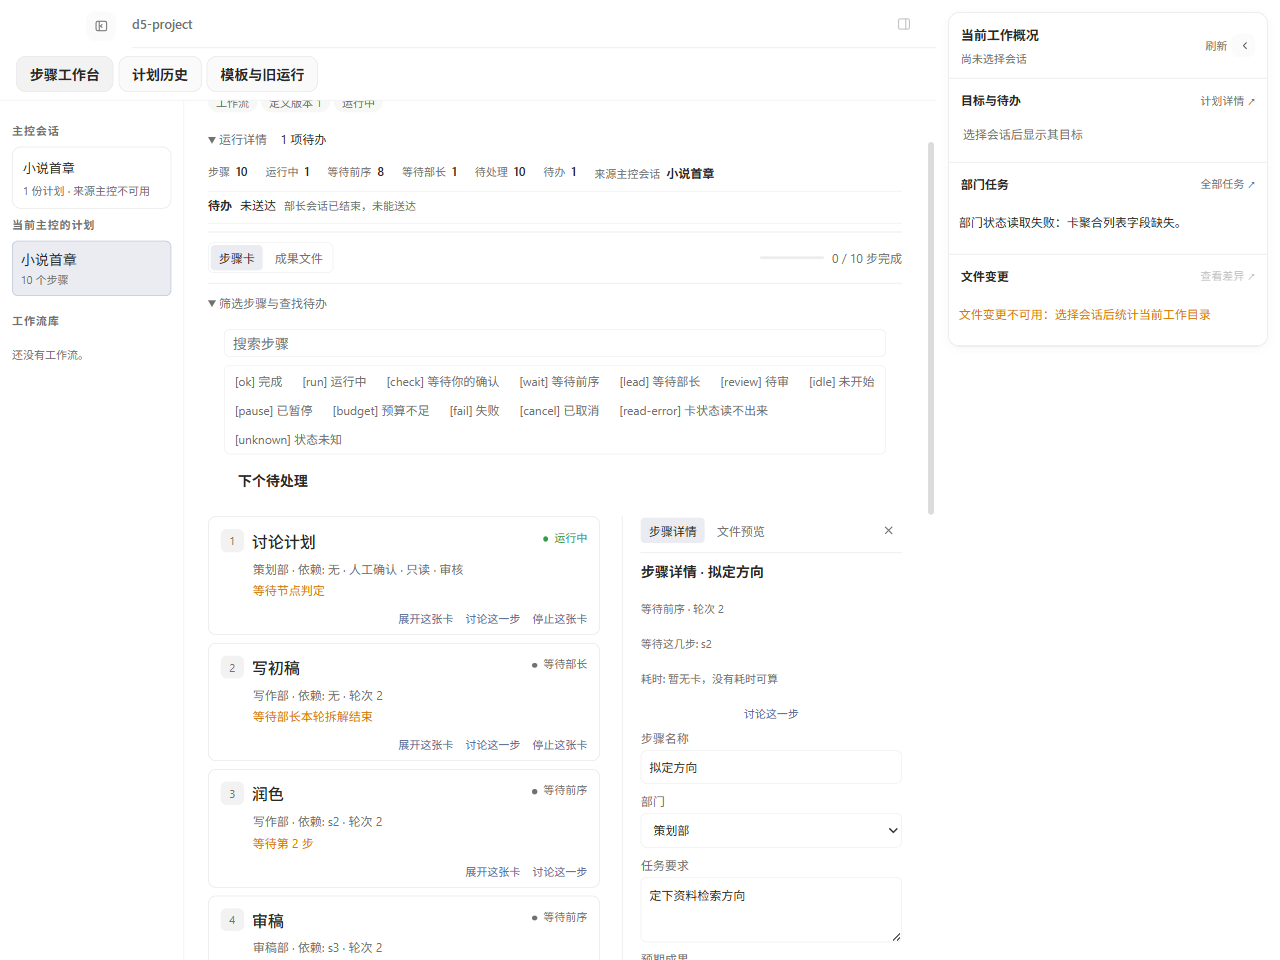 d5-project
步骤工作台
计划历史
模板与旧运行
主控会话
小说首章
1 份计划 · 来源主控不可用
当前主控的计划
小说首章
10 个步骤
工作流库
还没有工作流。
工作流 定义版本 1 运行中
▼运行详情 1 项待办
步骤 10 运行中 1 等待前序 8 等待部长 1 待处理 10 待办 1 来源主控会话 小说首章
待办 未送达 部长会话已结束，未能送达
步骤卡 成果文件 0 / 10 步完成
▼筛选步骤与查找待办
搜索步骤
[ok] 完成 [run] 运行中 [check] 等待你的确认 [wait] 等待前序 [lead] 等待部长 [review] 待审 [idle] 未开始
[pause] 已暂停 [budget] 预算不足 [fail] 失败 [cancel] 已取消 [read-error] 卡状态读不出来
[unknown] 状态未知
下个待处理
1 讨论计划 ● 运行中
策划部 · 依赖: 无 · 人工确认 · 只读 · 审核
等待节点判定
展开这张卡 讨论这一步 停止这张卡
2 写初稿 ● 等待部长
写作部 · 依赖: 无 · 轮次 2
等待部长本轮拆解结束
展开这张卡 讨论这一步 停止这张卡
3 润色 ● 等待前序
写作部 · 依赖: s2 · 轮次 2
等待第 2 步
展开这张卡 讨论这一步
4 审稿 ● 等待前序
审稿部 · 依赖: s3 · 轮次 2
步骤详情 文件预览 ×
步骤详情 · 拟定方向
等待前序 · 轮次 2
等待这几步: s2
耗时: 暂无卡，没有耗时可算
讨论这一步
步骤名称
拟定方向
部门
策划部
任务要求
定下资料检索方向
预期成果
当前工作概况
尚未选择会话
刷新
目标与待办 计划详情 ↗
选择会话后显示其目标
部门任务 全部任务 ↗
部门状态读取失败：卡聚合列表字段缺失。
文件变更 查看差异 ↗
文件变更不可用：选择会话后统计当前工作目录